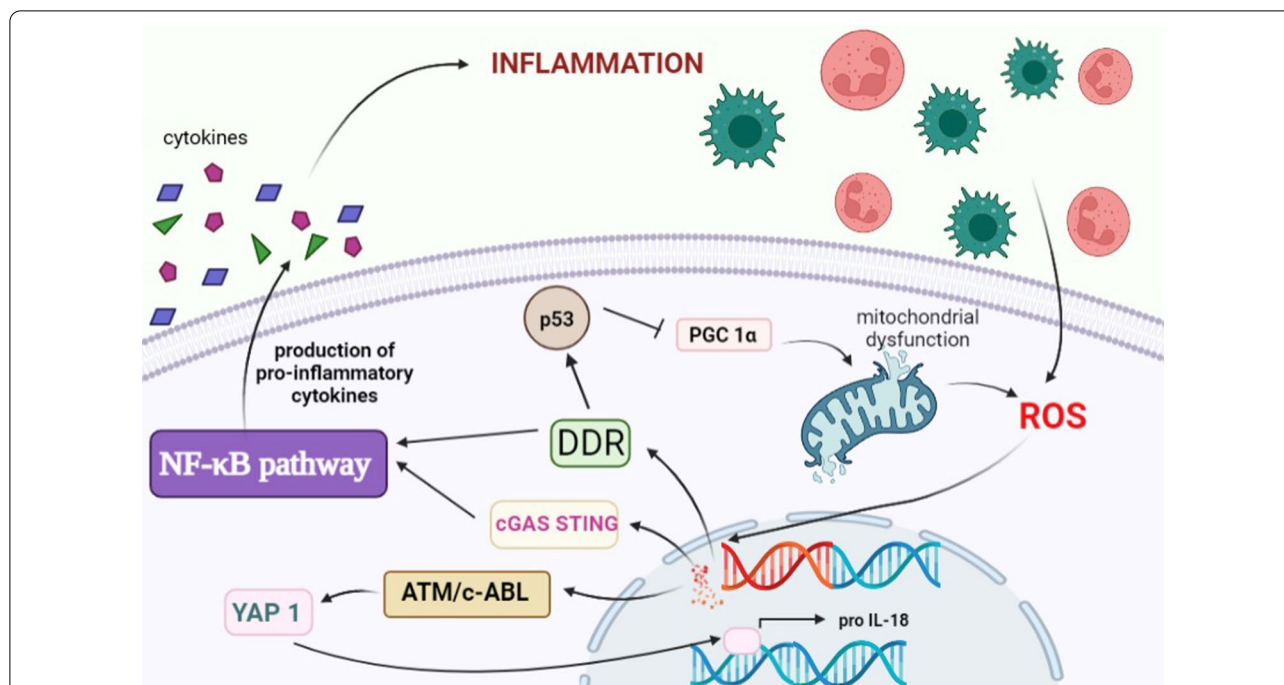 INFLAMMATION
cytokines
p53
PGC 1α
mitochondrial
dysfunction
production of
pro-inflammatory
cytokines
ROS
DDR
NF-κB pathway
cGAS STING
ATM/c-ABL
YAP 1
pro IL-18